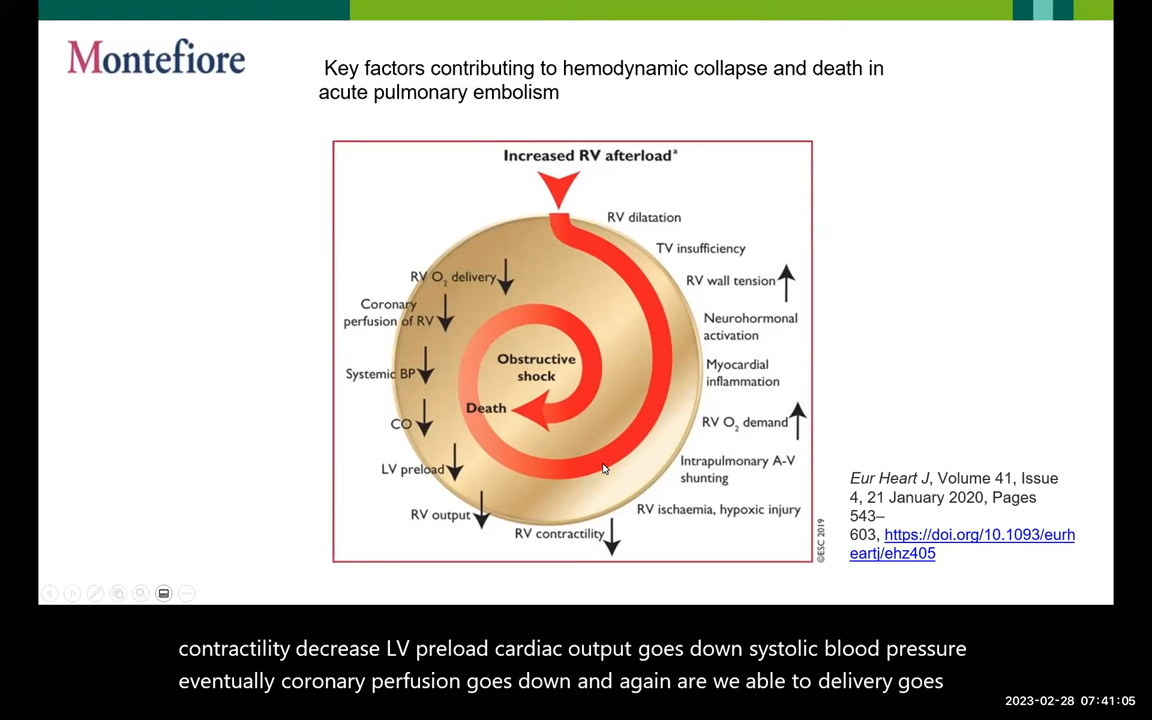 Montefiore
Key factors contributing to hemodynamic collapse and death in
acute pulmonary embolism
Increased RV afterloadᵃ
RV dilatation
TV insufficiency
RV wall tension
Neurohormonal
activation
Myocardial
inflammation
RV O₂ demand
Intrapulmonary A-V
shunting
RV ischaemia, hypoxic injury
RV contractility
RV output
LV preload
CO
Systemic BP
Coronary
perfusion of RV
RV O₂ delivery
Obstructive
shock
Death
©ESC 2019
Eur Heart J, Volume 41, Issue
4, 21 January 2020, Pages
543–
603, https://doi.org/10.1093/eurh
eartj/ehz405
contractility decrease LV preload cardiac output goes down systolic blood pressure
eventually coronary perfusion goes down and again are we able to delivery goes
2023-02-28 07:41:05